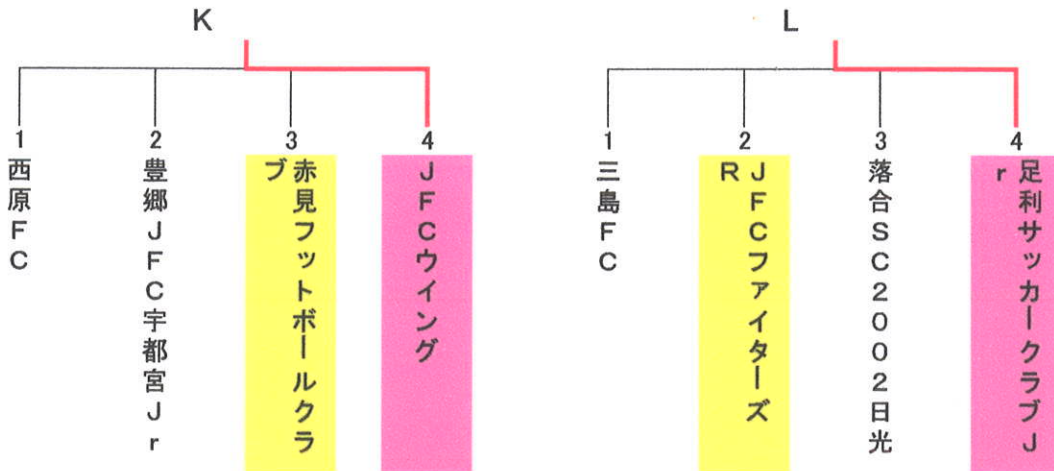 K
1
西原FC
2
豊郷JFC宇都宮Jr
3
赤見フットボールクラ
ブ
4
JFCウイング
L
1
三島FC
2
JFCファイターズ
R
3
落合SC2002日光
4
足利サッカークラブJ
r